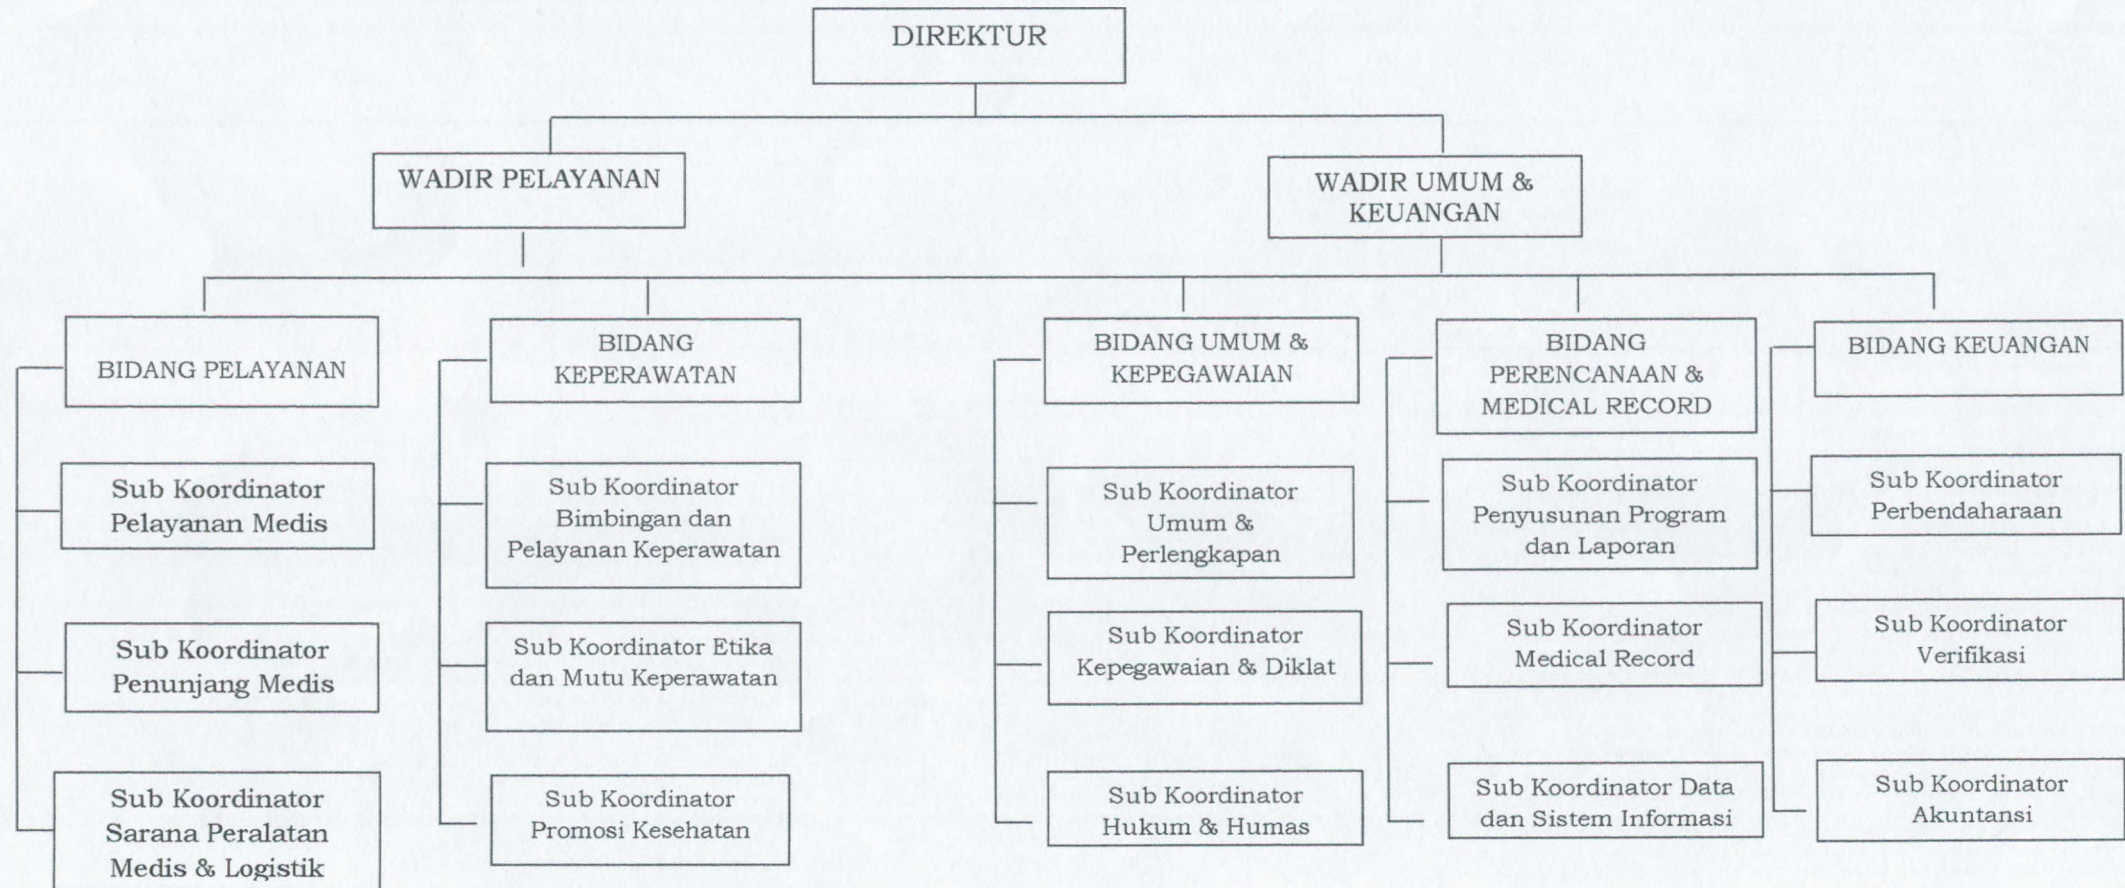 DIREKTUR
WADIR PELAYANAN
WADIR UMUM &
KEUANGAN
BIDANG PELAYANAN
BIDANG
KEPERAWATAN
BIDANG UMUM &
KEPEGAWAIAN
BIDANG
PERENCANAAN &
MEDICAL RECORD
BIDANG KEUANGAN
Sub Koordinator
Pelayanan Medis
Sub Koordinator
Bimbingan dan
Pelayanan Keperawatan
Sub Koordinator
Umum &
Perlengkapan
Sub Koordinator
Penyusunan Program
dan Laporan
Sub Koordinator
Perbendaharaan
Sub Koordinator
Penunjang Medis
Sub Koordinator Etika
dan Mutu Keperawatan
Sub Koordinator
Kepegawaian & Diklat
Sub Koordinator
Medical Record
Sub Koordinator
Verifikasi
Sub Koordinator
Sarana Peralatan
Medis & Logistik
Sub Koordinator
Promosi Kesehatan
Sub Koordinator
Hukum & Humas
Sub Koordinator Data
dan Sistem Informasi
Sub Koordinator
Akuntansi